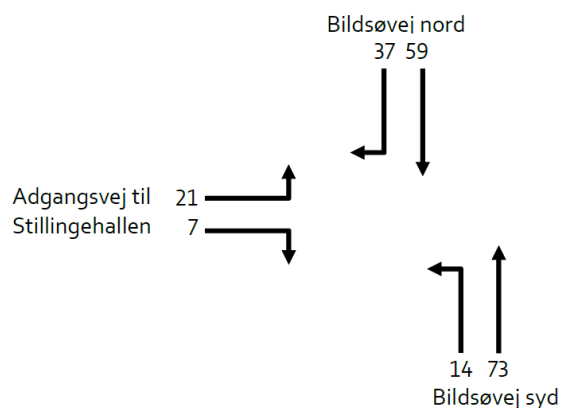 Bildsøvej nord
37 59
Adgangsvej til 21
Stillingehallen 7
14 73
Bildsøvej syd